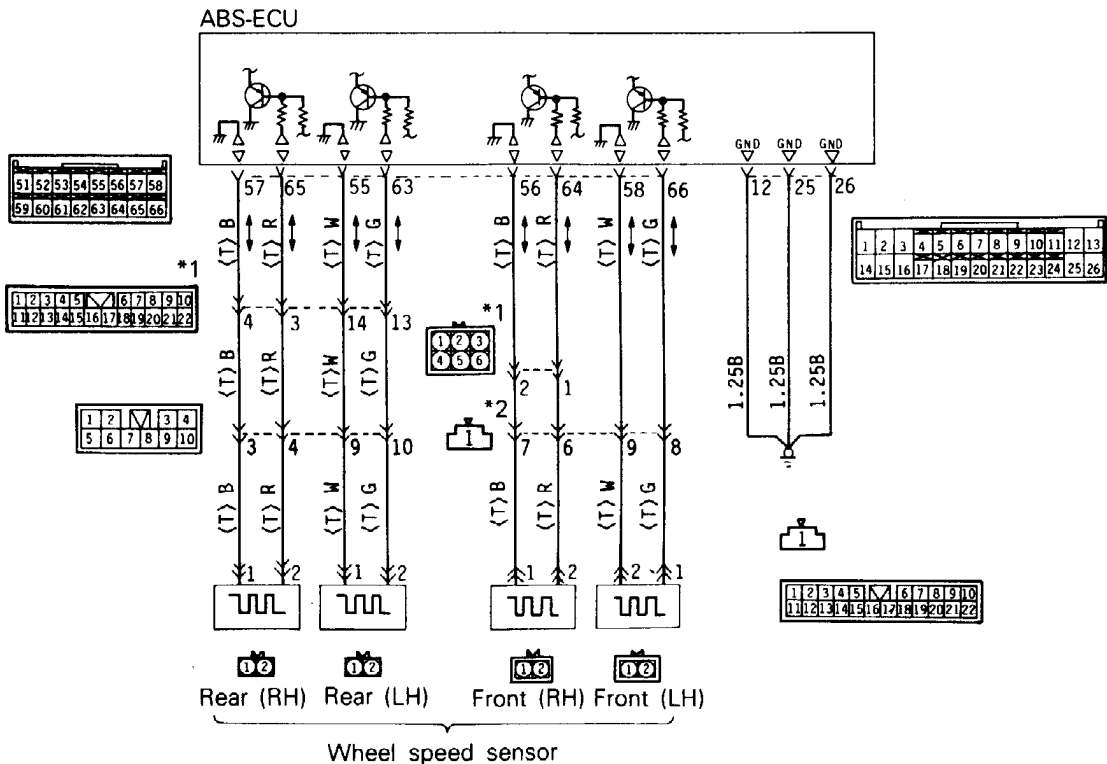 ABS-ECU
GND GND GND
57 65 55 63 56 64 58 66 12 25 26
51 52 53 54 55 56 57 58
59 60 61 62 63 64 65 66
⟨T⟩B ⟨T⟩R ⟨T⟩W ⟨T⟩G ⟨T⟩B ⟨T⟩R ⟨T⟩W ⟨T⟩G
1 2 3 4 5 6 7 8 9 10 11 12 13
14 15 16 17 18 19 20 21 22 23 24 25 26
*1
1 2 3 4 5 6 7 8 9 10
11 12 13 14 15 16 17 18 19 20 21 22
4 3 14 13
*1
1 2 3
4 5 6
⟨T⟩B ⟨T⟩R ⟨T⟩W ⟨T⟩G
2 1
1.25B 1.25B 1.25B
*2
1
1 2 3 4
5 6 7 8 9 10
3 4 9 10 7 6 9 8
⟨T⟩B ⟨T⟩R ⟨T⟩W ⟨T⟩G ⟨T⟩B ⟨T⟩R ⟨T⟩W ⟨T⟩G
1
1 2 1 2 1 2 2 1
1 2 3 4 5 6 7 8 9 10
11 12 13 14 15 16 17 18 19 20 21 22
1 2 1 2 1 2 1 2
Rear (RH) Rear (LH) Front (RH) Front (LH)
Wheel speed sensor